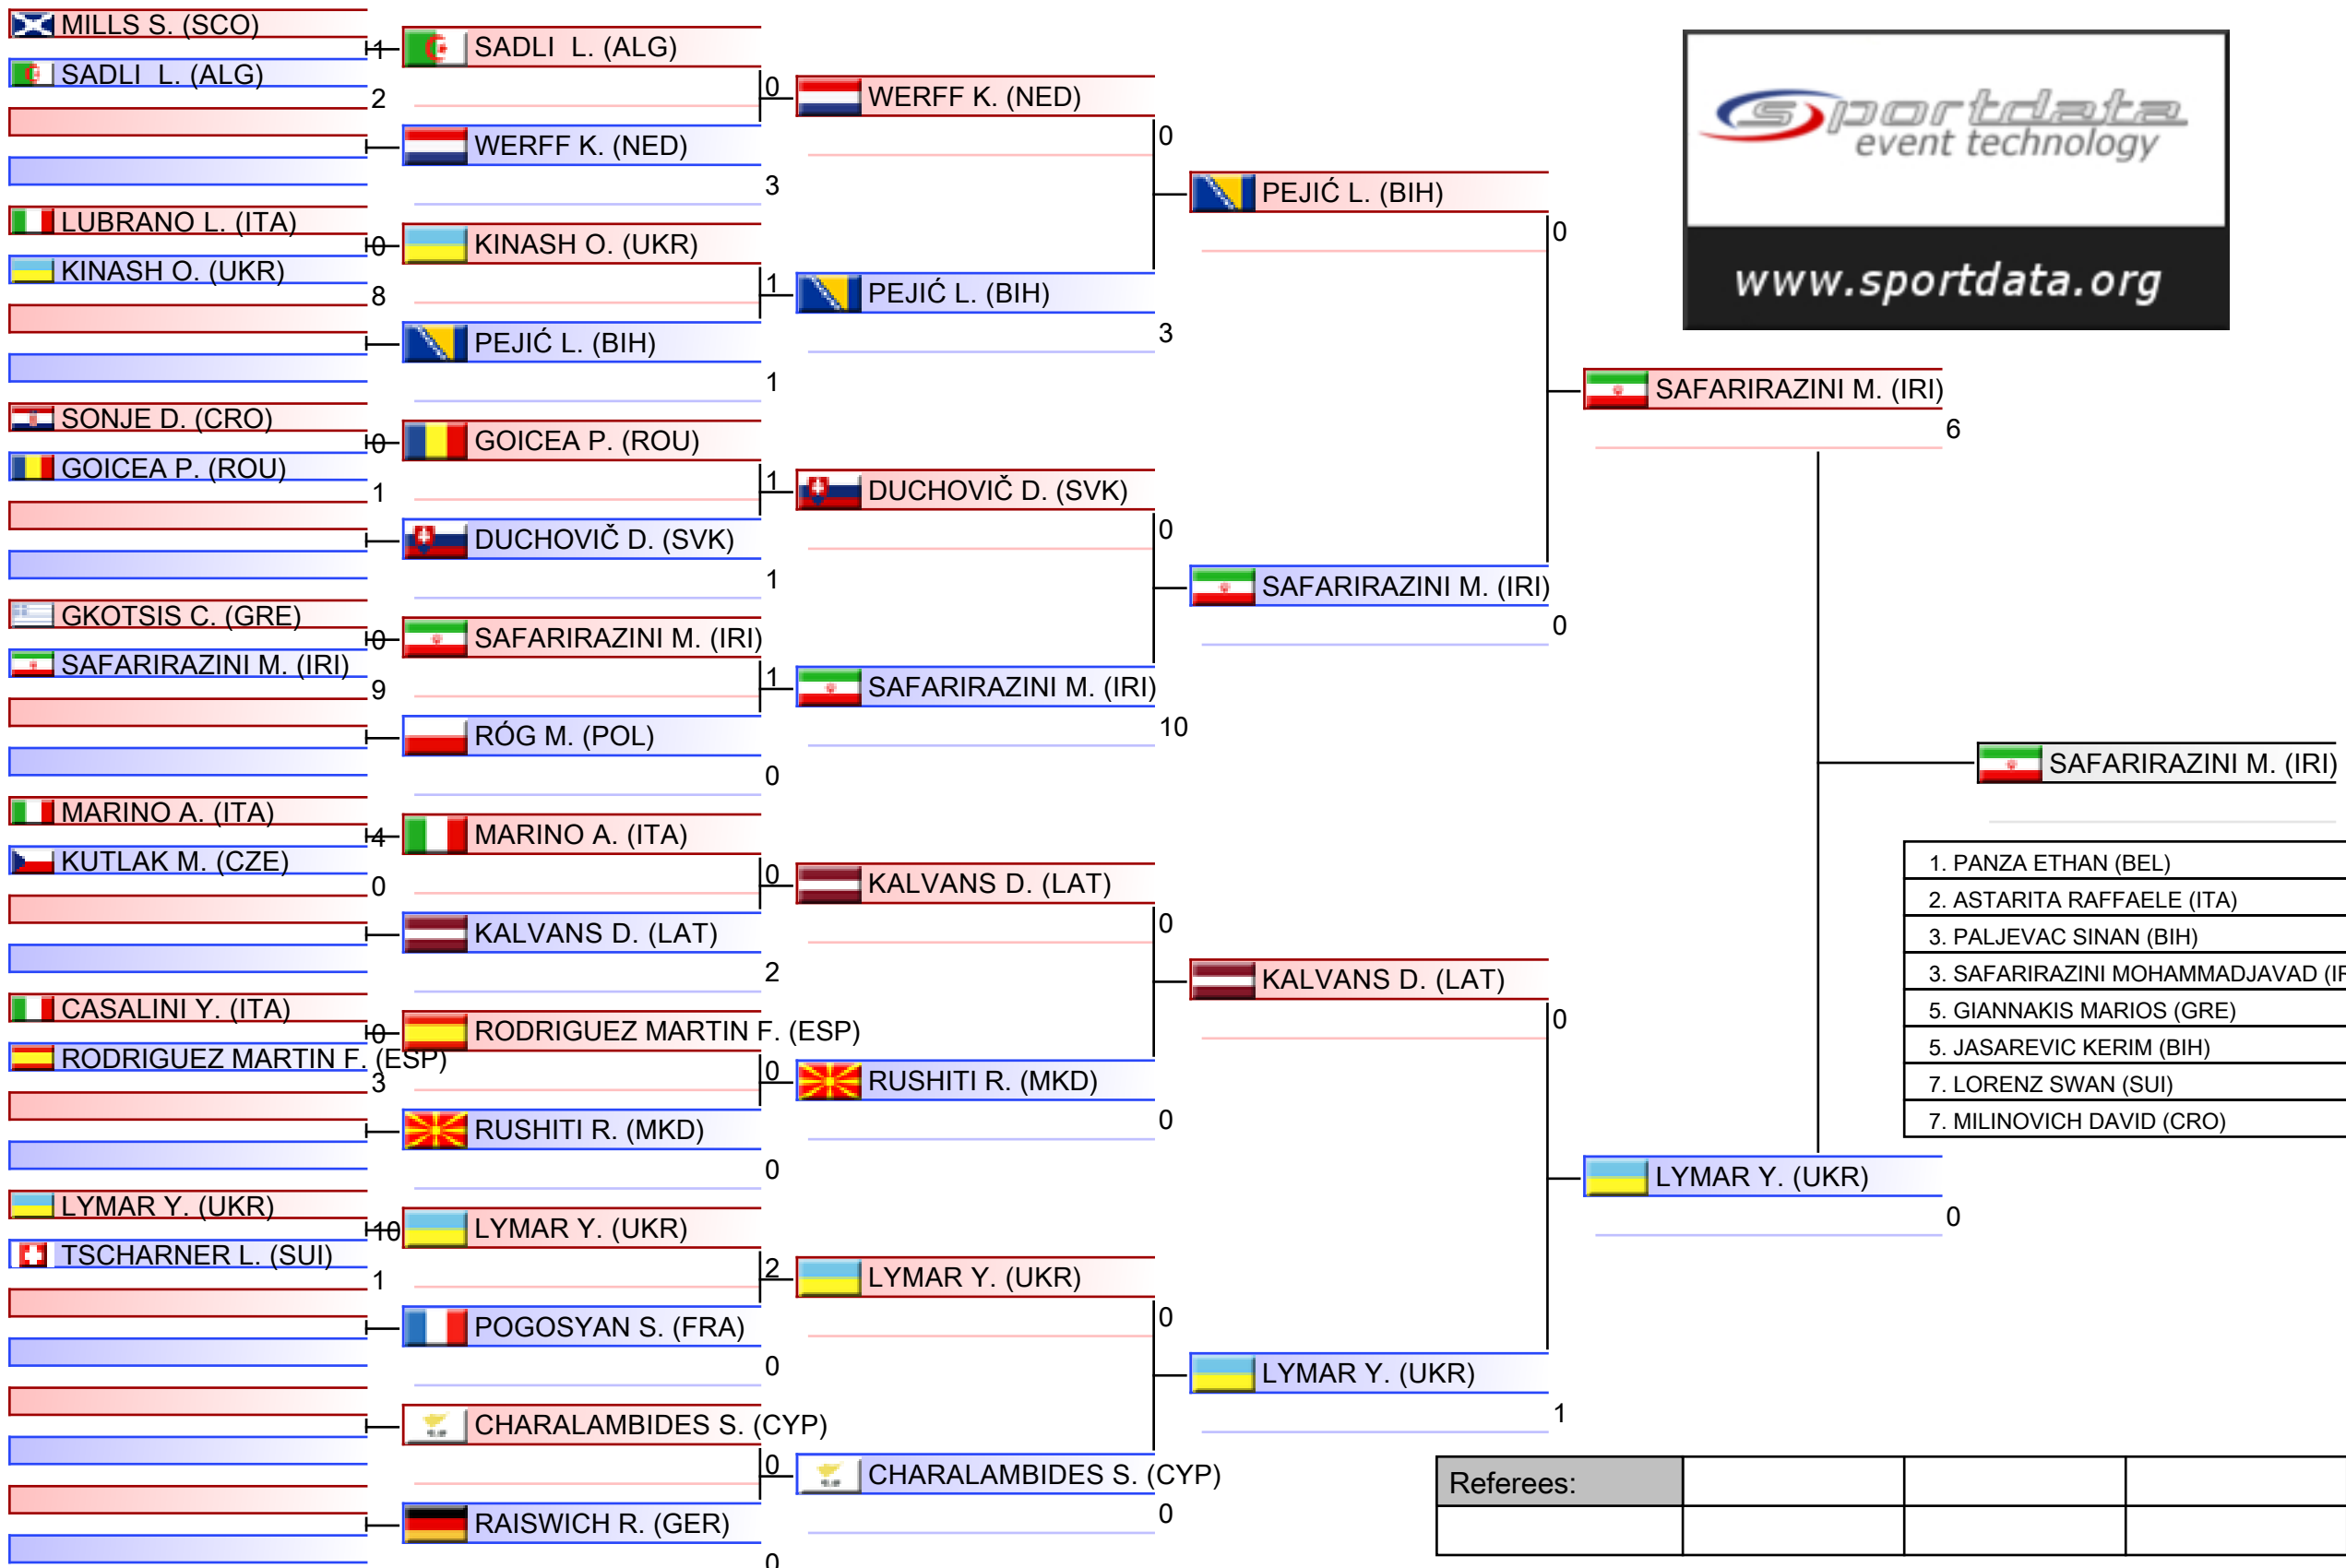 MILLS S. (SCO)
1
SADLI  L. (ALG)
2
LUBRANO L. (ITA)
0
KINASH O. (UKR)
8
SONJE D. (CRO)
0
GOICEA P. (ROU)
1
GKOTSIS C. (GRE)
0
SAFARIRAZINI M. (IRI)
9
MARINO A. (ITA)
4
KUTLAK M. (CZE)
0
CASALINI Y. (ITA)
0
RODRIGUEZ MARTIN F. (ESP)
3
LYMAR Y. (UKR)
10
TSCHARNER L. (SUI)
1
SADLI  L. (ALG)
0
WERFF K. (NED)
3
KINASH O. (UKR)
1
PEJIĆ L. (BIH)
1
GOICEA P. (ROU)
1
DUCHOVIČ D. (SVK)
1
SAFARIRAZINI M. (IRI)
1
RÓG M. (POL)
0
MARINO A. (ITA)
0
KALVANS D. (LAT)
2
RODRIGUEZ MARTIN F. (ESP)
0
RUSHITI R. (MKD)
0
LYMAR Y. (UKR)
2
POGOSYAN S. (FRA)
0
CHARALAMBIDES S. (CYP)
0
RAISWICH R. (GER)
0
WERFF K. (NED)
0
PEJIĆ L. (BIH)
3
DUCHOVIČ D. (SVK)
0
SAFARIRAZINI M. (IRI)
10
KALVANS D. (LAT)
0
RUSHITI R. (MKD)
0
LYMAR Y. (UKR)
0
CHARALAMBIDES S. (CYP)
0
PEJIĆ L. (BIH)
0
SAFARIRAZINI M. (IRI)
0
KALVANS D. (LAT)
0
LYMAR Y. (UKR)
1
SAFARIRAZINI M. (IRI)
6
LYMAR Y. (UKR)
0
SAFARIRAZINI M. (IRI)
sportdata
event technology
www.sportdata.org
1. PANZA ETHAN (BEL)
2. ASTARITA RAFFAELE (ITA)
3. PALJEVAC SINAN (BIH)
3. SAFARIRAZINI MOHAMMADJAVAD (IR
5. GIANNAKIS MARIOS (GRE)
5. JASAREVIC KERIM (BIH)
7. LORENZ SWAN (SUI)
7. MILINOVICH DAVID (CRO)
Referees: